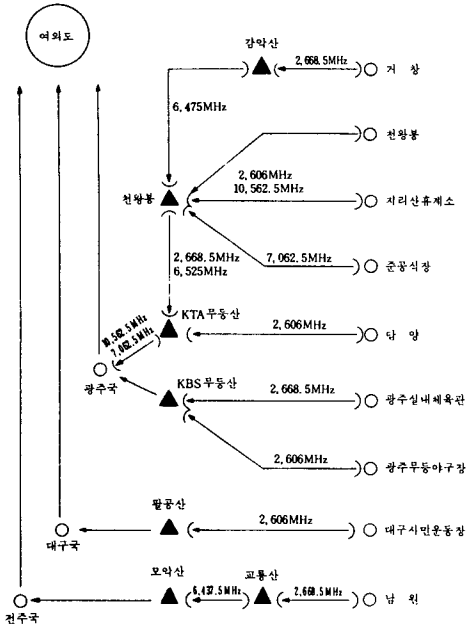 여의도
감악산
2,668.5MHz
거 창
6,475MHz
천왕봉
2,606MHz
10,562.5MHz
천왕봉
지리산휴게소
7,062.5MHz
준공식장
2,668.5MHz
6,525MHz
KTA무등산
10,562.5MHz
7,062.5MHz
2,606MHz
담 양
광주국
KBS무등산
2,668.5MHz
광주실내체육관
2,606MHz
광주무등야구장
팔공산
2,606MHz
대구시민운동장
대구국
모악산
6,437.5MHz
교룡산
2,668.5MHz
남 원
전주국